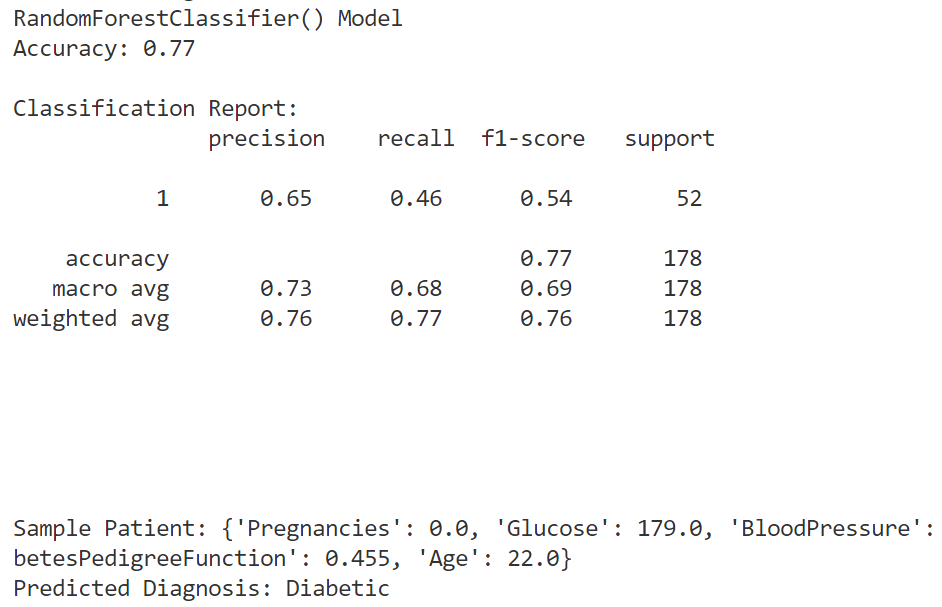 RandomForestClassifier() Model
Accuracy: 0.77
Classification Report:
precision recall f1-score support
1 0.65 0.46 0.54 52
accuracy 0.77 178
macro avg 0.73 0.68 0.69 178
weighted avg 0.76 0.77 0.76 178
Sample Patient: {'Pregnancies': 0.0, 'Glucose': 179.0, 'BloodPressure':
betesPedigreeFunction': 0.455, 'Age': 22.0}
Predicted Diagnosis: Diabetic